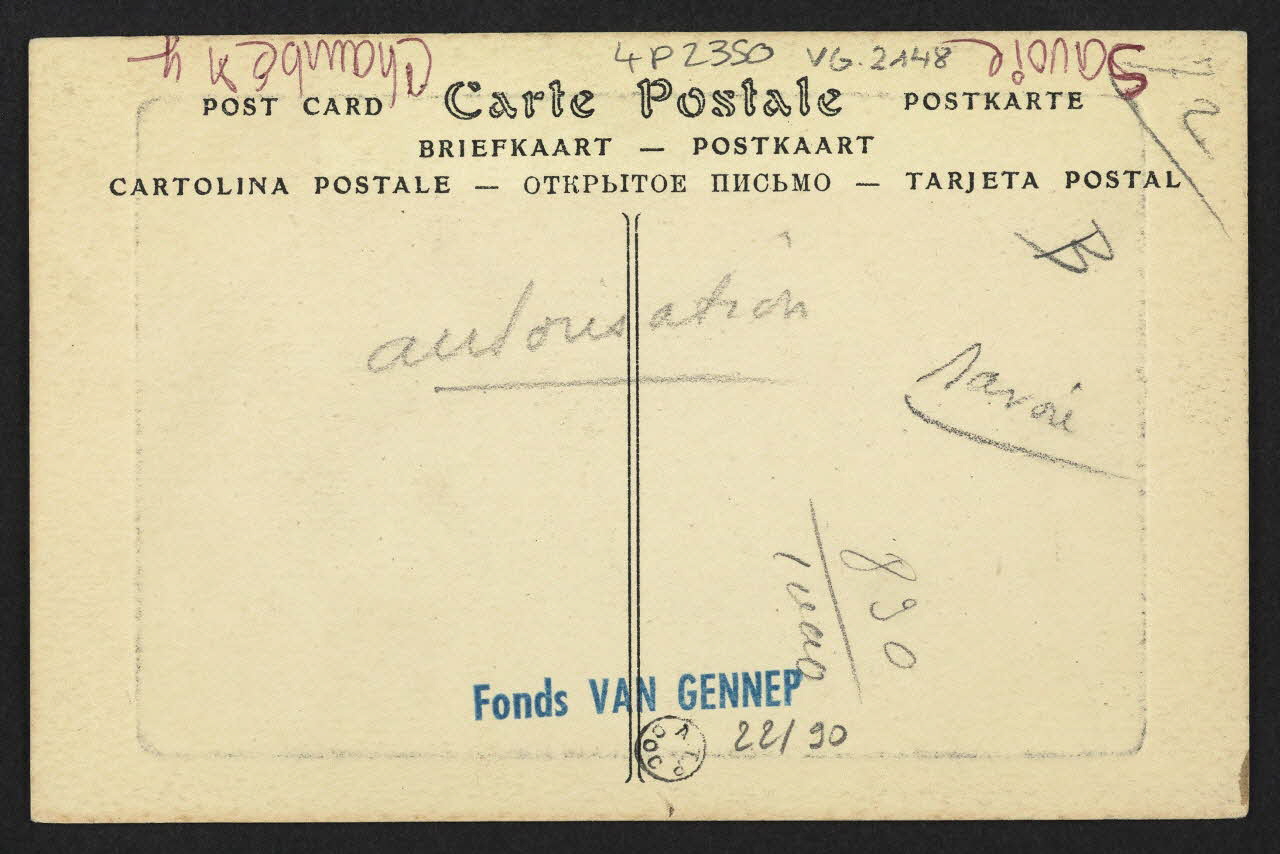 Chambéry 4P2350 VG.2148 Savoie
POST CARD Carte Postale POSTKARTE
BRIEFKAART — POSTKAART
CARTOLINA POSTALE — ОТКРЫТОЕ ПИСЬМО — TARJETA POSTAL
B
autorisation
Savoie
890
Fonds VAN GENNEP
22/90